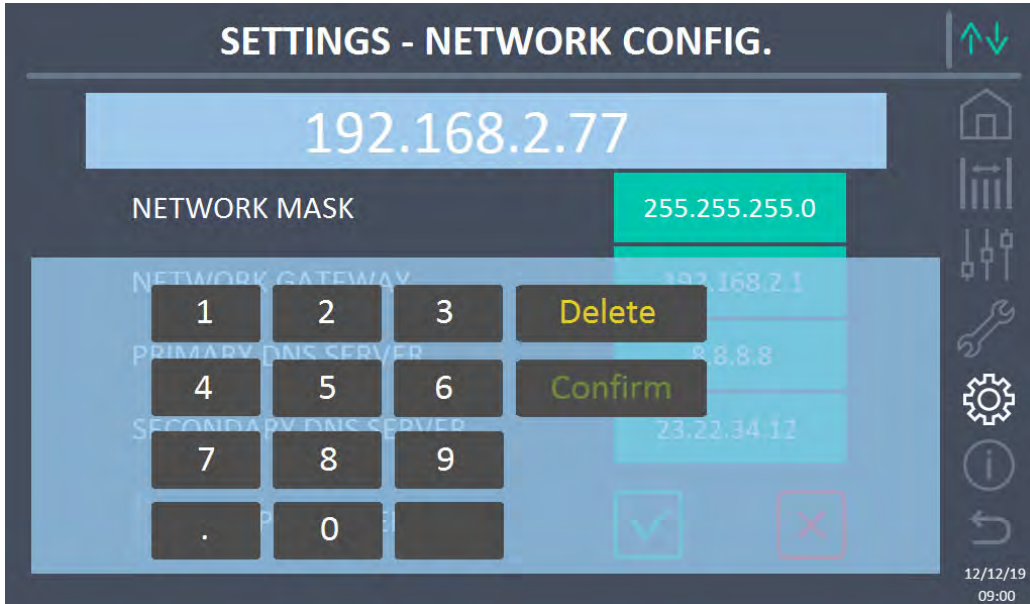 SETTINGS - NETWORK CONFIG.
192.168.2.77
NETWORK MASK 255.255.255.0
NETWORK GATEWAY 192.168.2.1
1 2 3 Delete
PRIMARY DNS SERVER 8.8.8.8
4 5 6 Confirm
SECONDARY DNS SERVER 23.22.34.12
7 8 9
. 0
12/12/19
09:00